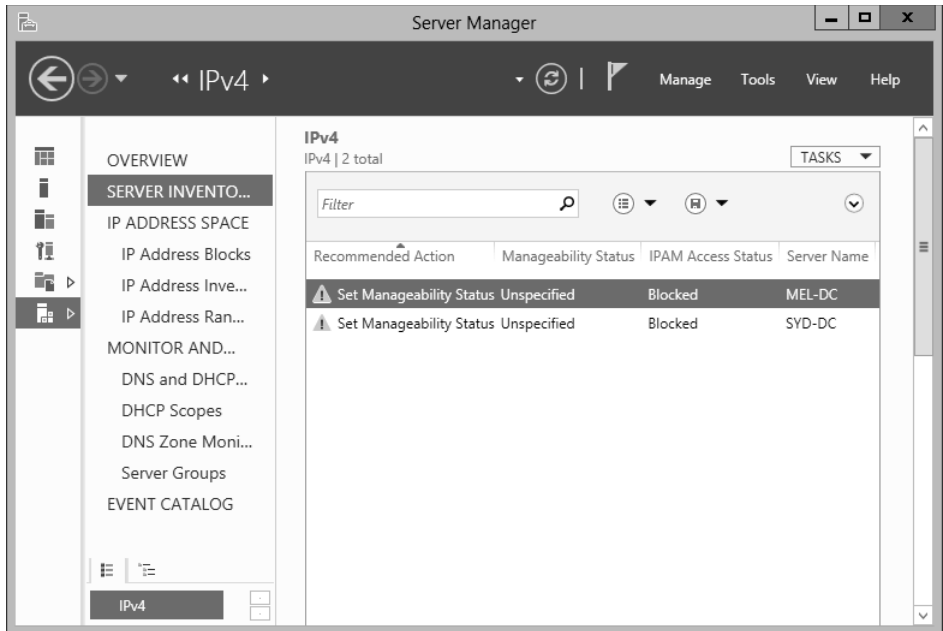 Server Manager
IPv4
Manage Tools View Help
OVERVIEW
SERVER INVENTO...
IP ADDRESS SPACE
IP Address Blocks
IP Address Inve...
IP Address Ran...
MONITOR AND...
DNS and DHCP...
DHCP Scopes
DNS Zone Moni...
Server Groups
EVENT CATALOG
IPv4
IPv4
IPv4 | 2 total
TASKS
Filter
Recommended Action Manageability Status IPAM Access Status Server Name
Set Manageability Status Unspecified Blocked MEL-DC
Set Manageability Status Unspecified Blocked SYD-DC